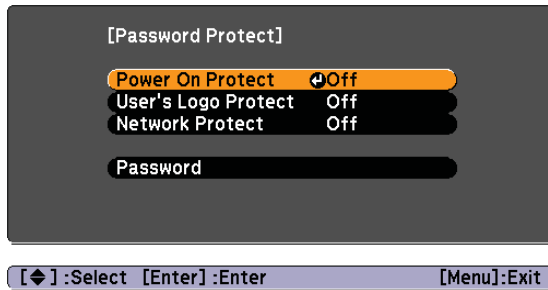 [Password Protect]
Power On Protect Off
User's Logo Protect Off
Network Protect Off
Password
[◆] :Select [Enter] :Enter [Menu]:Exit